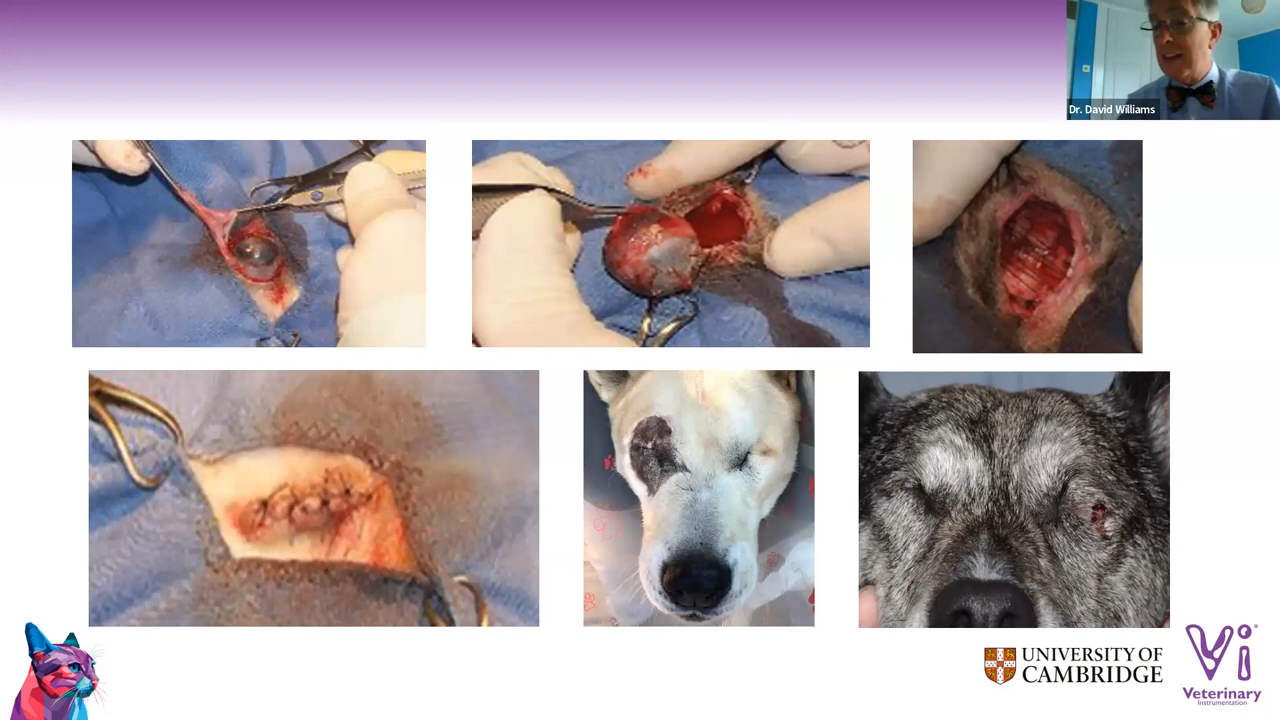 Dr. David Williams
UNIVERSITY OF
CAMBRIDGE
Vi
Veterinary
Instrumentation